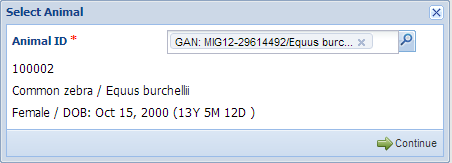 Select Animal
Animal ID * GAN: MIG12-29614492/Equus burc...
100002
Common zebra / Equus burchellii
Female / DOB: Oct 15, 2000 (13Y 5M 12D )
Continue